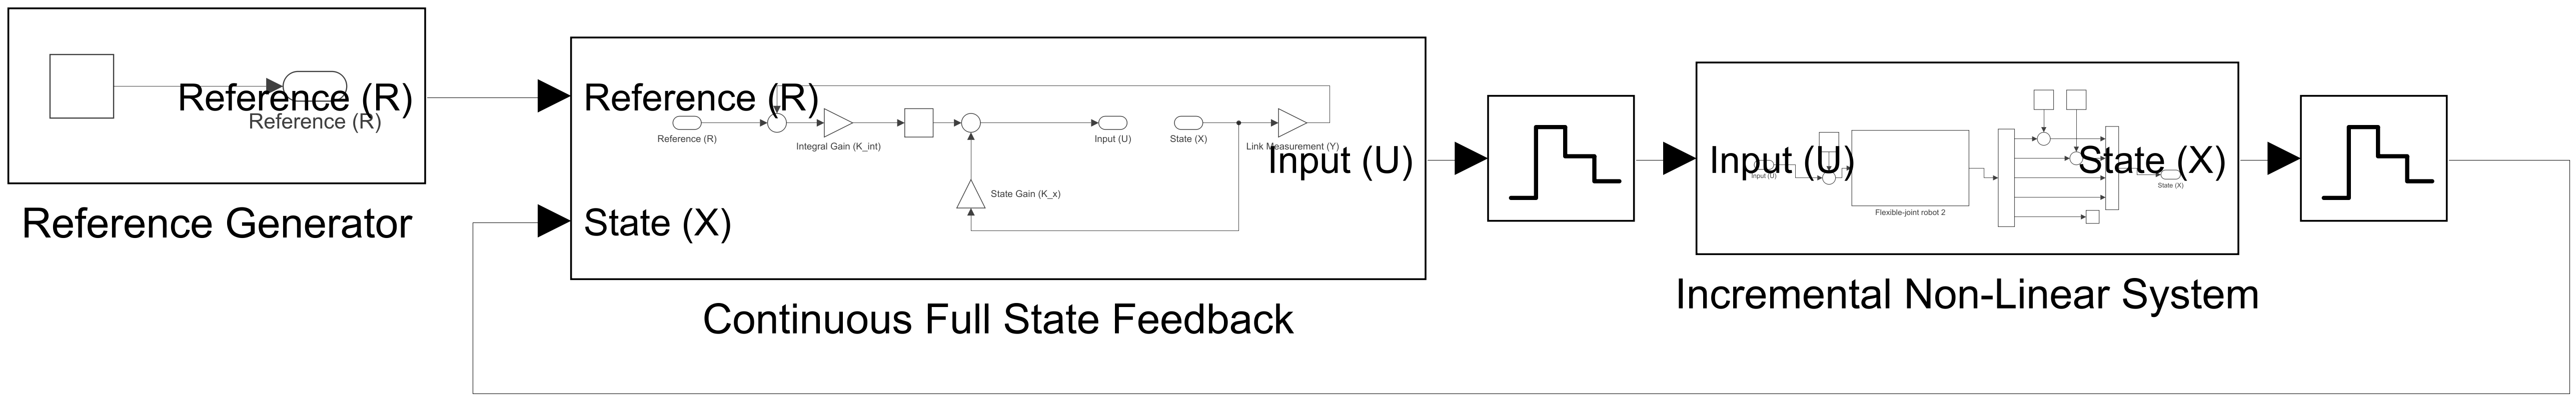 Reference (R)
Reference (R)
Reference Generator
Reference (R)
State (X)
Reference (R)
Integral Gain (K_int)
State Gain (K_x)
Input (U)
State (X)
Link Measurement (Y)
Input (U)
Continuous Full State Feedback
Input (U)
Input (U)
Flexible-joint robot 2
State (X)
State (X)
Incremental Non-Linear System